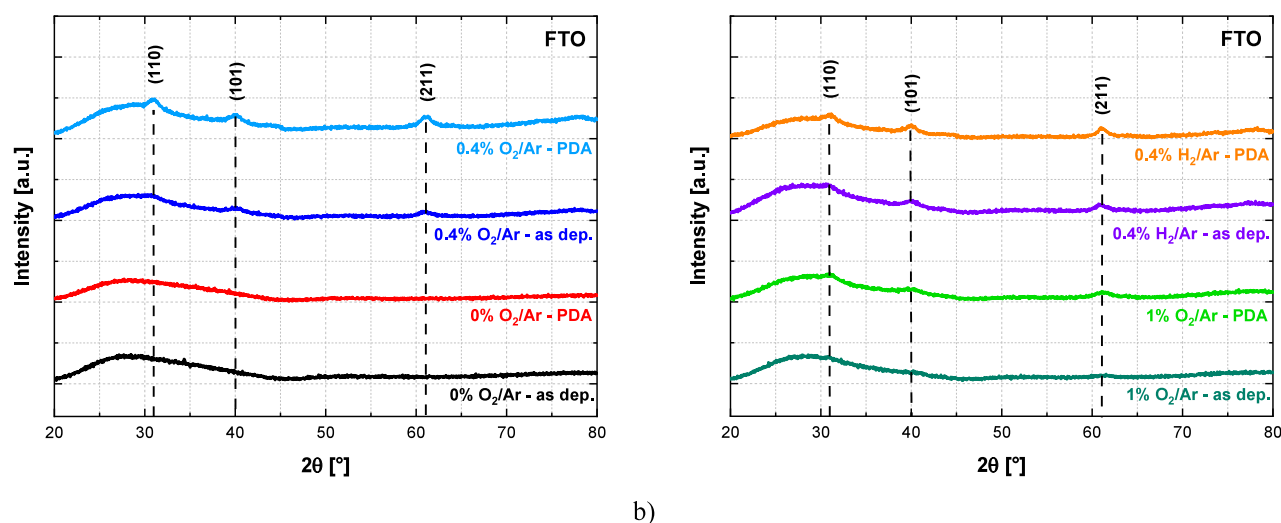 FTO
(110)
(101)
(211)
0.4% O₂/Ar - PDA
0.4% O₂/Ar - as dep.
0% O₂/Ar - PDA
0% O₂/Ar - as dep.
Intensity [a.u.]
20 30 40 50 60 70 80
2θ [°]
FTO
(110)
(101)
(211)
0.4% H₂/Ar - PDA
0.4% H₂/Ar - as dep.
1% O₂/Ar - PDA
1% O₂/Ar - as dep.
Intensity [a.u.]
20 30 40 50 60 70 80
2θ [°]
b)